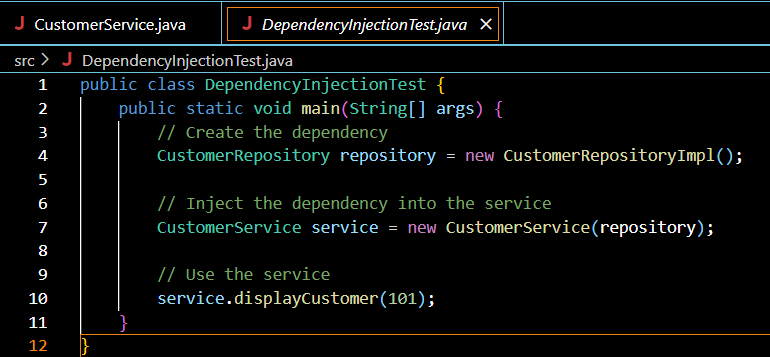 J CustomerService.java
J DependencyInjectionTest.java ×
src > J DependencyInjectionTest.java
1 public class DependencyInjectionTest {
2     public static void main(String[] args) {
3         // Create the dependency
4         CustomerRepository repository = new CustomerRepositoryImpl();
5
6         // Inject the dependency into the service
7         CustomerService service = new CustomerService(repository);
8
9         // Use the service
10         service.displayCustomer(101);
11     }
12 }